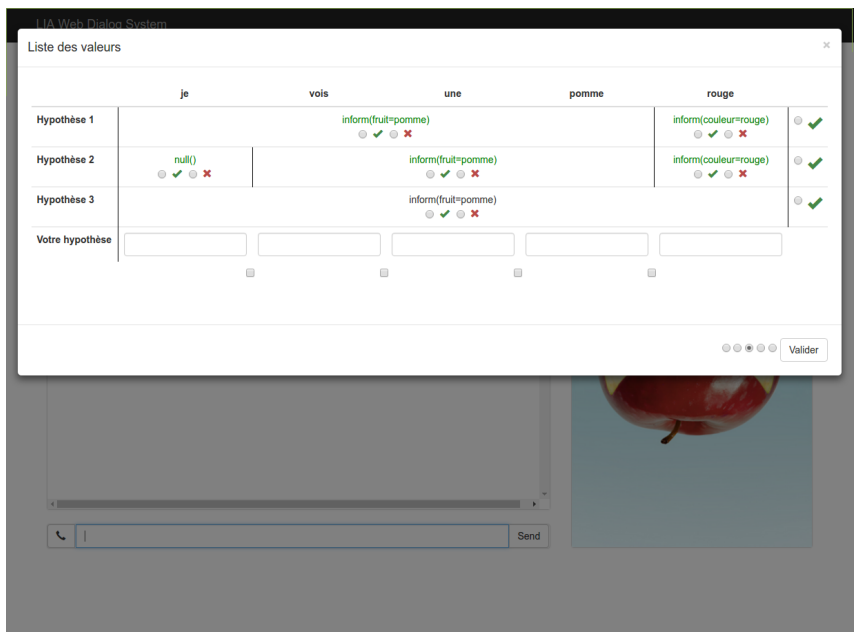 LIA Web Dialog System
Liste des valeurs ×
je vois une pomme rouge
Hypothèse 1 inform(fruit=pomme) inform(couleur=rouge)
Hypothèse 2 null() inform(fruit=pomme) inform(couleur=rouge)
Hypothèse 3 inform(fruit=pomme)
Votre hypothèse
Valider
Send